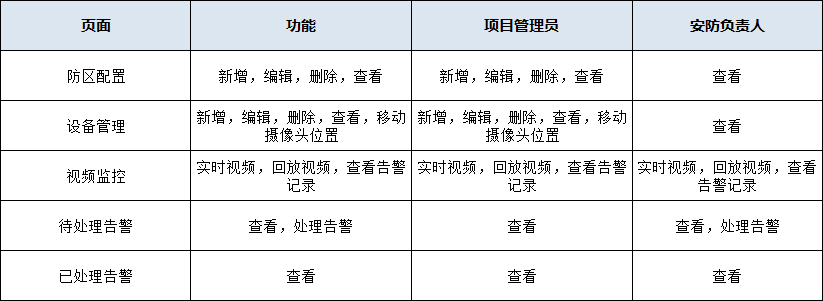 页面 功能 项目管理员 安防负责人
防区配置 新增，编辑，删除，查看 新增，编辑，删除，查看 查看
设备管理 新增，编辑，删除，查看，移动 新增，编辑，删除，查看，移动 查看
摄像头位置 摄像头位置
视频监控 实时视频，回放视频，查看告警 实时视频，回放视频，查看告警 实时视频，回放视频，查看
记录 记录 告警记录
待处理告警 查看，处理告警 查看 查看，处理告警
已处理告警 查看 查看 查看